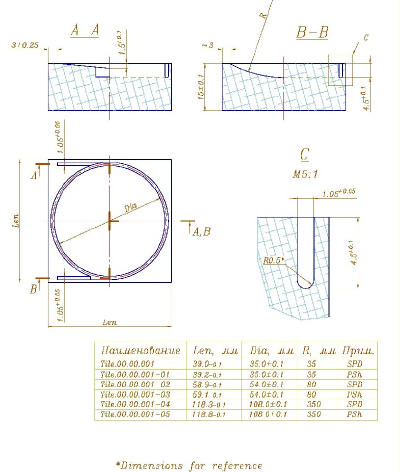 A A
B-B
C
R
3±0.25
1.5±0.1
~3
15±0.1
4.5±0.1
C
M5:1
1.05+0.05
1.05+0.06
A
Dia
Len
A,B
B
1.05+0.05
Len
R0.5*
4.5±0.1
Наименование Len, мм Dia, мм R, мм Прим.
Tile.00.00.001 39.0-0.1 35.0±0.1 35 SPD
Tile.00.00.001-01 39.2-0.1 35.0±0.1 35 PSh
Tile.00.00.001-02 58.9-0.1 54.0±0.1 80 SPD
Tile.00.00.001-03 59.1-0.1 54.0±0.1 80 PSh
Tile.00.00.001-04 118.3-0.1 108.0±0.1 350 SPD
Tile.00.00.001-05 118.8-0.1 108.0±0.1 350 PSh
*Dimensions for reference